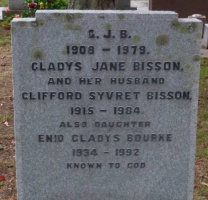 G. J. B.
1908 - 1979.
GLADYS JANE BISSON,
AND HER HUSBAND
CLIFFORD SYVRET BISSON,
1915 - 1984.
ALSO DAUGHTER
ENID GLADYS BOURKE
1934 - 1992
KNOWN TO GOD